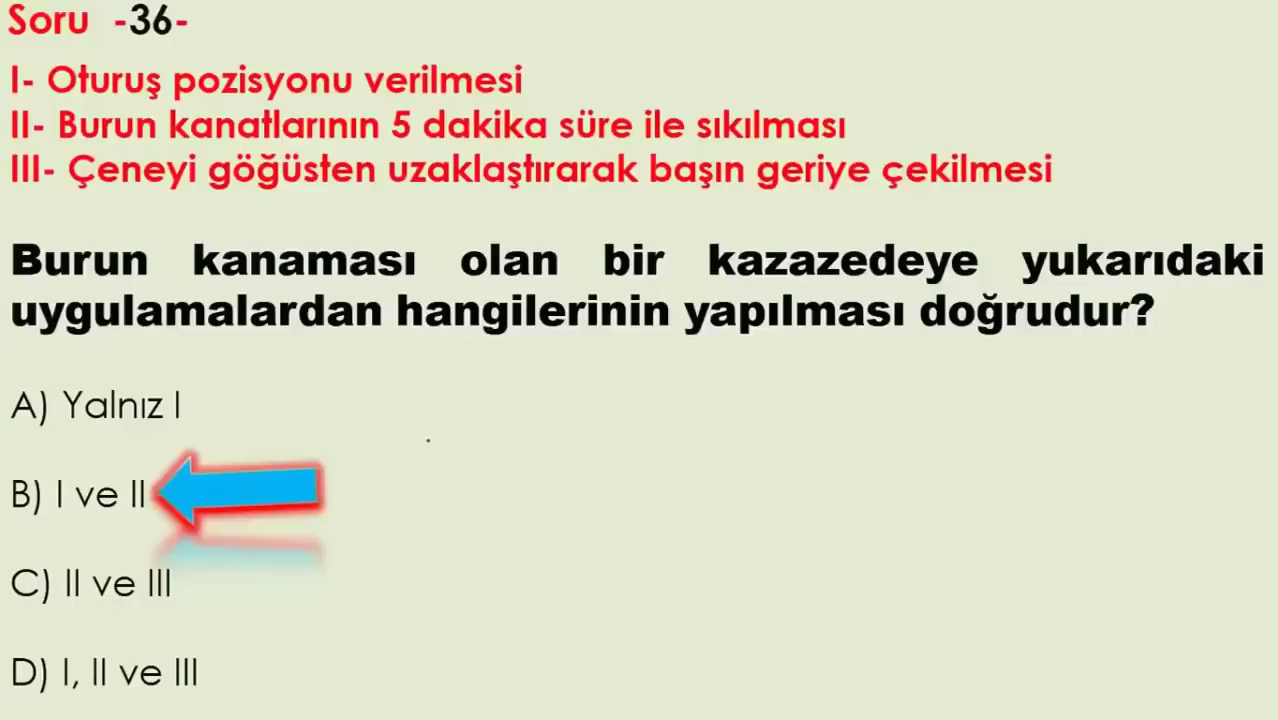 Soru -36-
I- Oturuş pozisyonu verilmesi
II- Burun kanatlarının 5 dakika süre ile sıkılması
III- Çeneyi göğüsten uzaklaştırarak başın geriye çekilmesi
Burun kanaması olan bir kazazedeye yukarıdaki
uygulamalardan hangilerinin yapılması doğrudur?
A) Yalnız I
B) I ve II
C) II ve III
D) I, II ve III